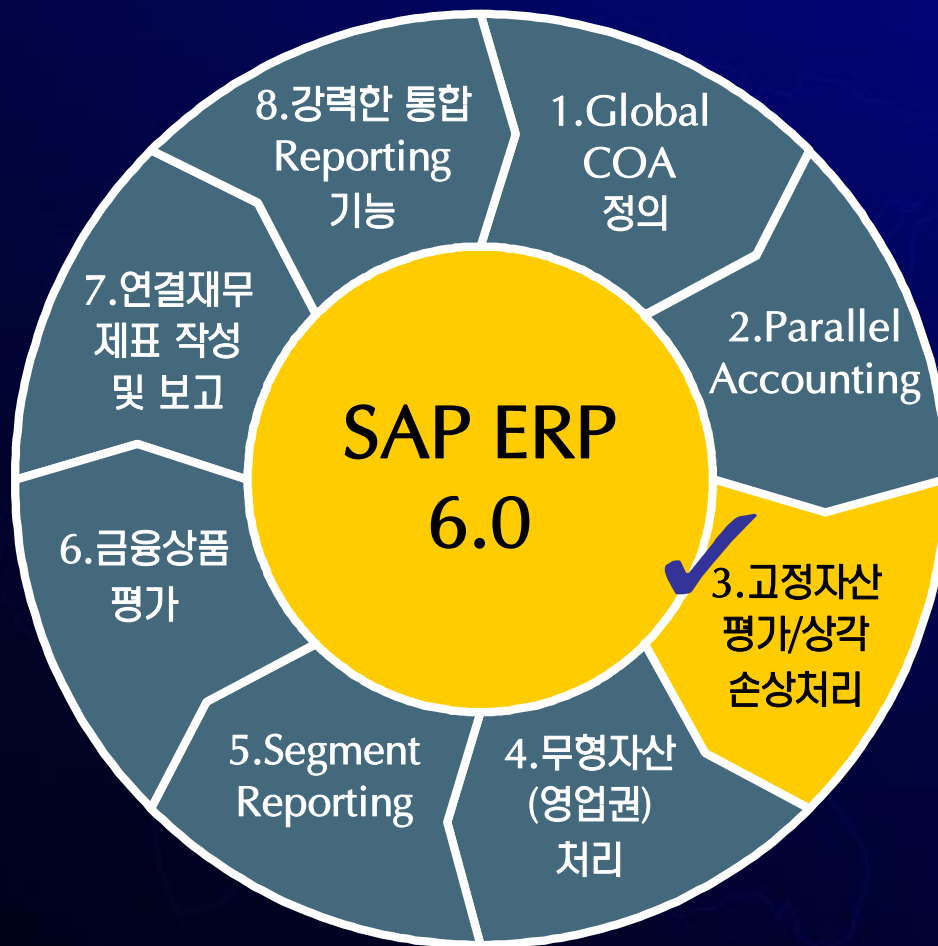 SAP ERP
6.0
1.Global
COA
정의
2.Parallel
Accounting
3.고정자산
평가/상각
손상처리
4.무형자산
(영업권)
처리
5.Segment
Reporting
6.금융상품
평가
7.연결재무
제표 작성
및 보고
8.강력한 통합
Reporting
기능